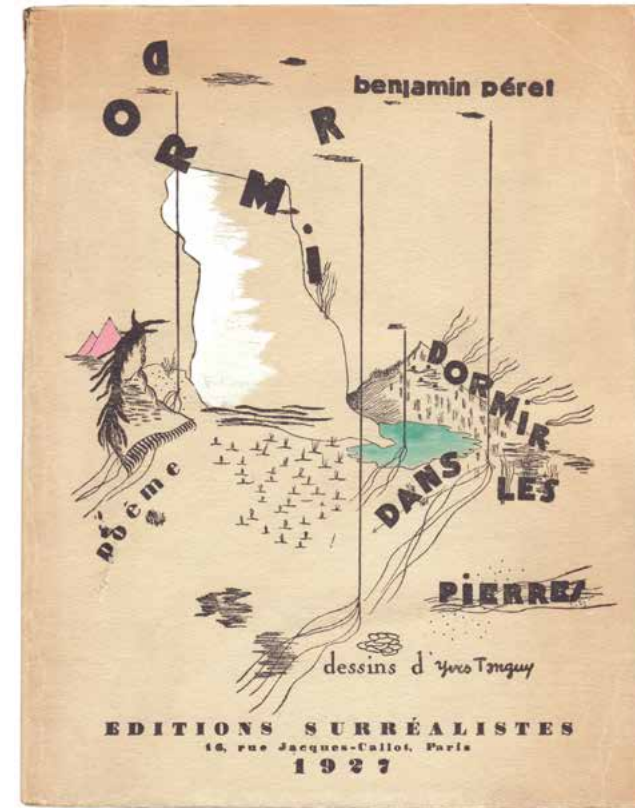 benjamin péret
DORMiR
DORMiR
DANS LES
PiERRES
poème
dessins d'Yves Tanguy
EDITIONS SURRÉALISTES
16, rue Jacques-Callot, Paris
1927